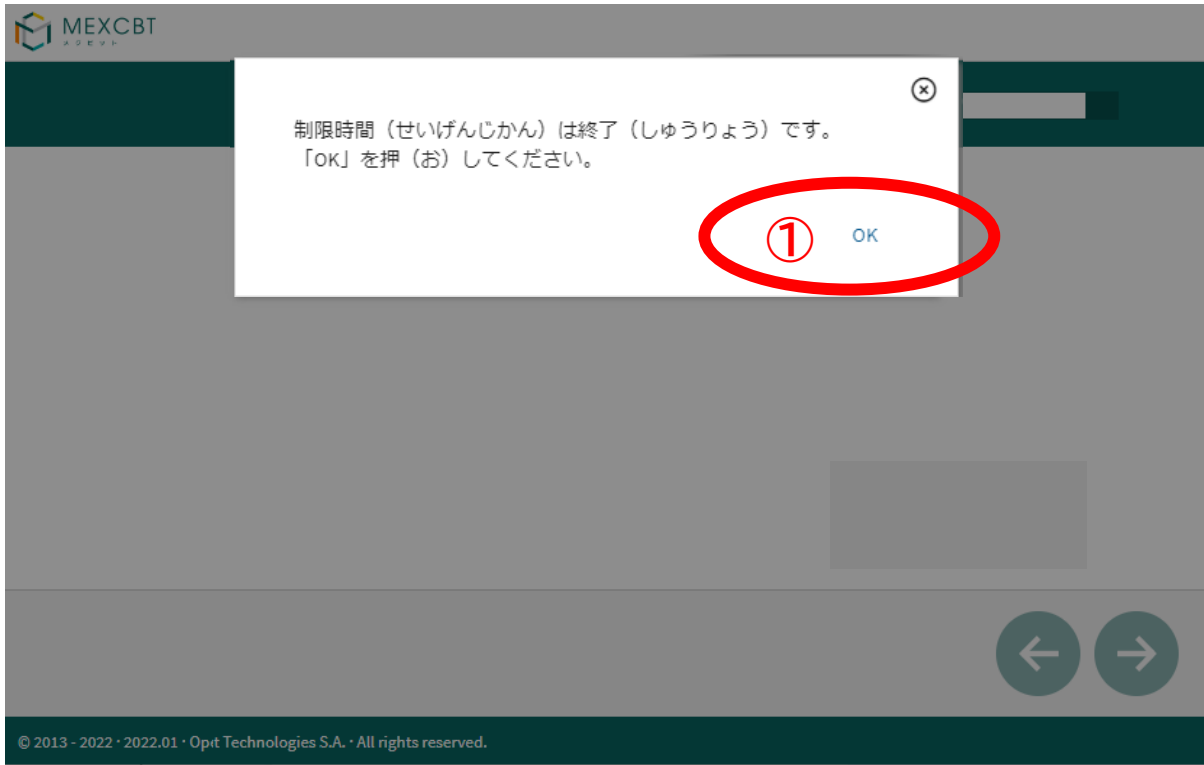 MEXCBT
メクビット
制限時間（せいげんじかん）は終了（しゅうりょう）です。
「OK」を押（お）してください。
① OK
© 2013 - 2022 · 2022.01 · Opıt Technologies S.A. · All rights reserved.